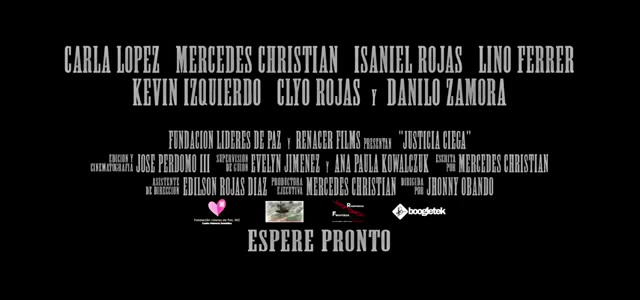 CARLA LOPEZ MERCEDES CHRISTIAN ISANIEL ROJAS LINO FERRER
KEVIN IZQUIERDO CLYO ROJAS Y DANILO ZAMORA
FUNDACION LIDERES DE PAZ Y RENACER FILMS PRESENTAN "JUSTICIA CIEGA"
EDICION Y CINEMATOGRAFIA JOSE PERDOMO III SUPERVISION DE GUION EVELYN JIMENEZ Y ANA PAULA KOWALCZUK ESCRITA POR MERCEDES CHRISTIAN
ASISTENTE DE DIRECCION EDILSON ROJAS DIAZ PRODUCTORA EJECUTIVA MERCEDES CHRISTIAN DIRIGIDA POR JHONNY OBANDO
boogletek
ESPERE PRONTO